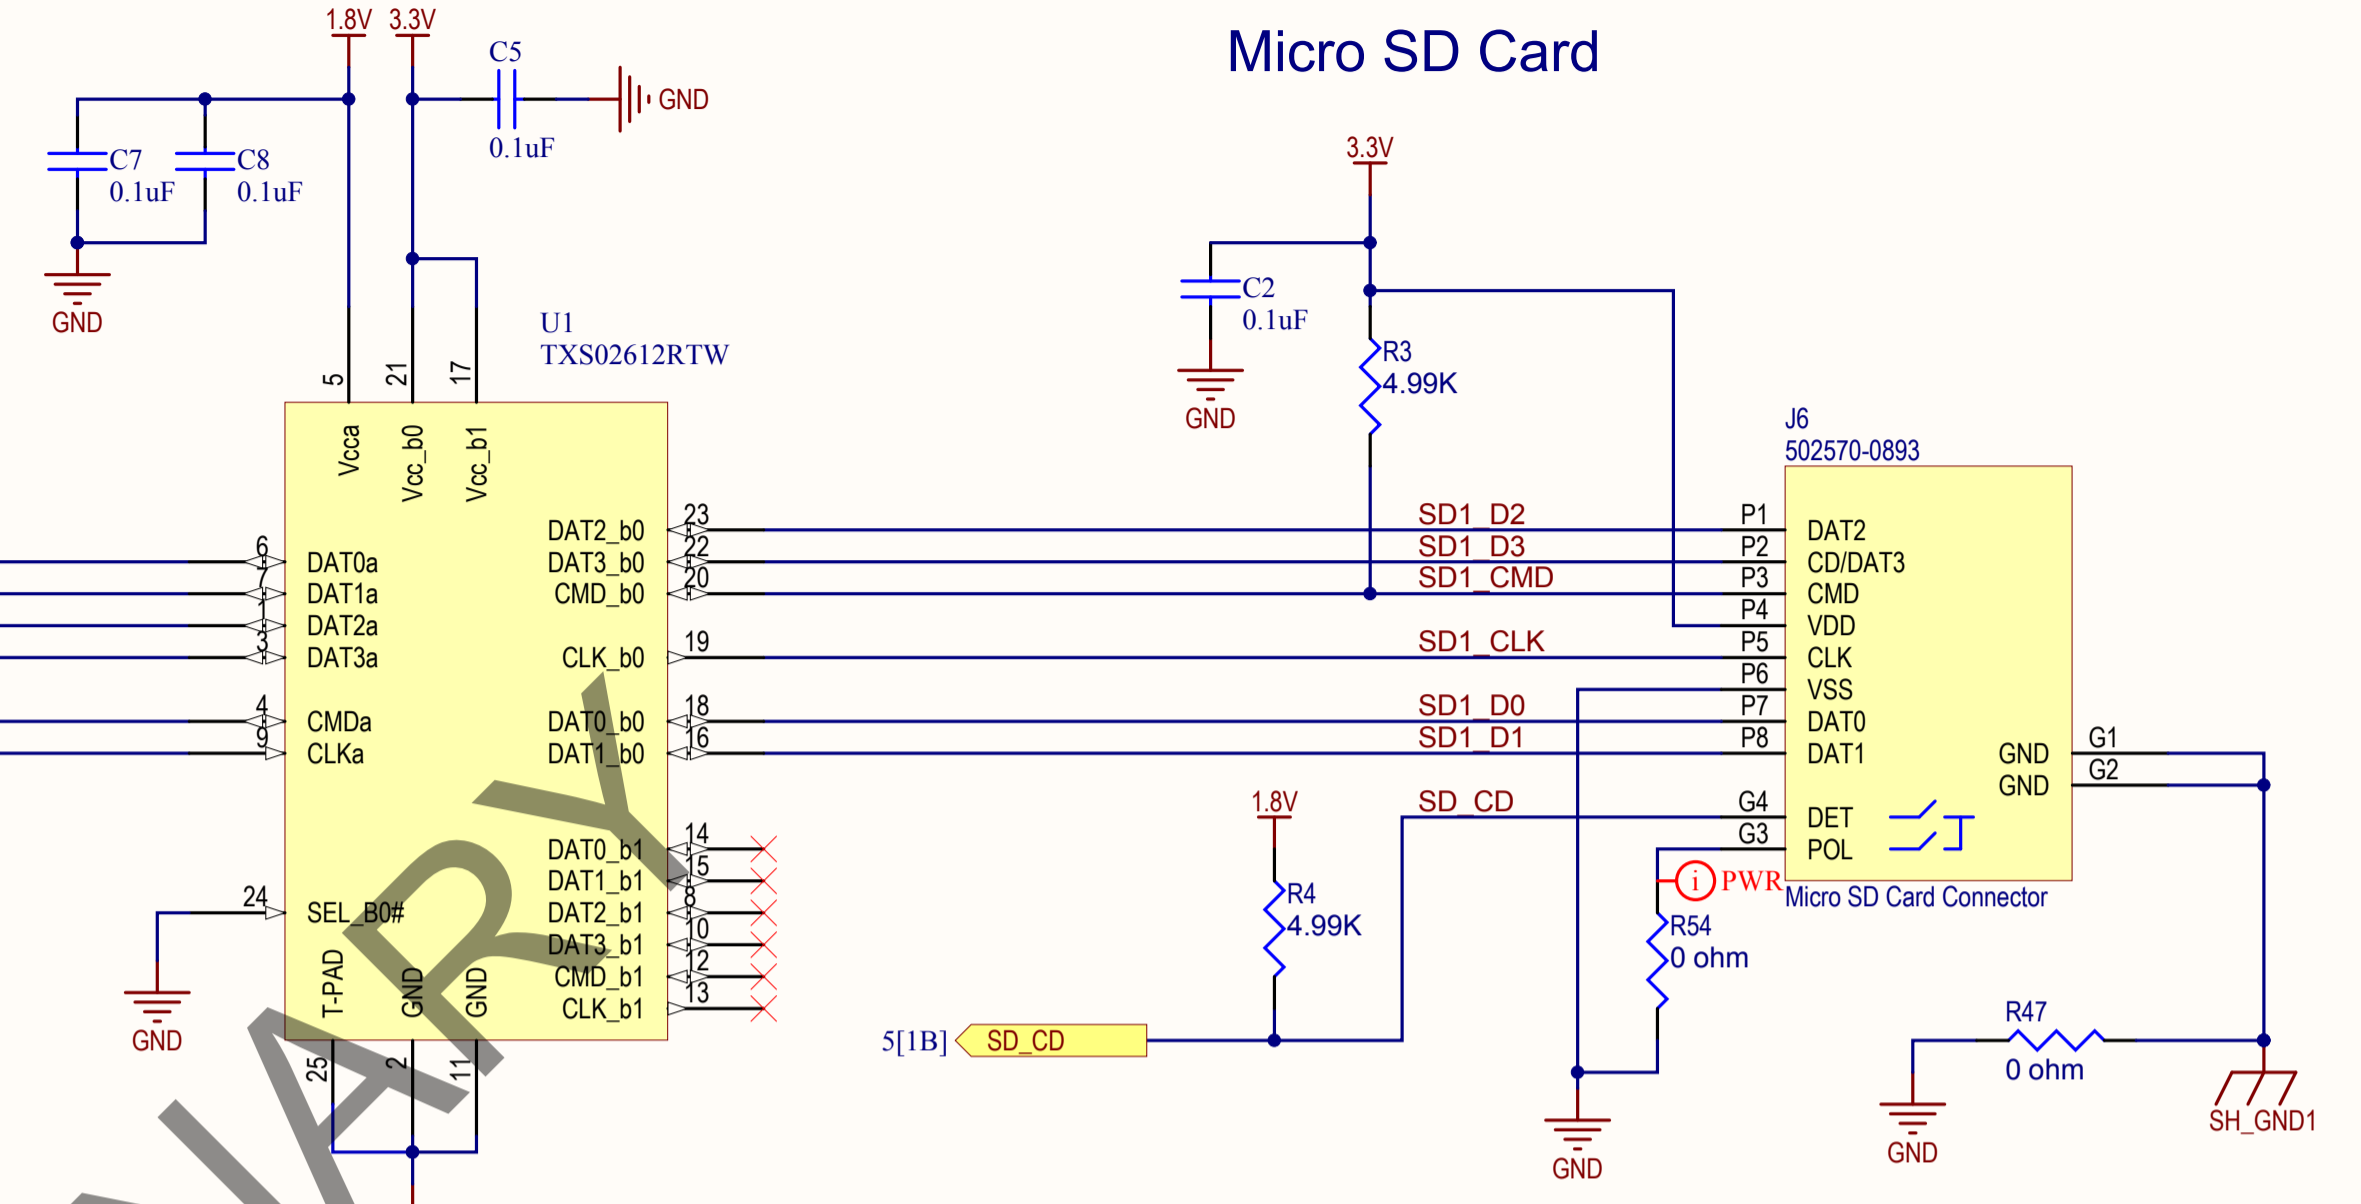 Micro SD Card
1.8V
3.3V
C5
0.1uF
GND
C7
0.1uF
C8
0.1uF
GND
U1
TXS02612RTW
5
21
17
Vcca
Vcc_b0
Vcc_b1
6 DAT0a
7 DAT1a
1 DAT2a
3 DAT3a
4 CMDa
9 CLKa
24 SEL_B0#
GND
DAT2_b0 23
DAT3_b0 22
CMD_b0 20
CLK_b0 19
DAT0_b0 18
DAT1_b0 16
DAT0_b1 14
DAT1_b1 15
DAT2_b1 8
DAT3_b1 10
CMD_b1 12
CLK_b1 13
T-PAD
GND
GND
25
2
11
3.3V
C2
0.1uF
GND
R3
4.99K
SD1_D2
SD1_D3
SD1_CMD
SD1_CLK
SD1_D0
SD1_D1
SD_CD
J6
502570-0893
P1 DAT2
P2 CD/DAT3
P3 CMD
P4 VDD
P5 CLK
P6 VSS
P7 DAT0
P8 DAT1
G4 DET
G3 POL
GND G1
GND G2
Micro SD Card Connector
i PWR
1.8V
R4
4.99K
5[1B] SD_CD
R54
0 ohm
GND
R47
0 ohm
GND
SH_GND1
NARY